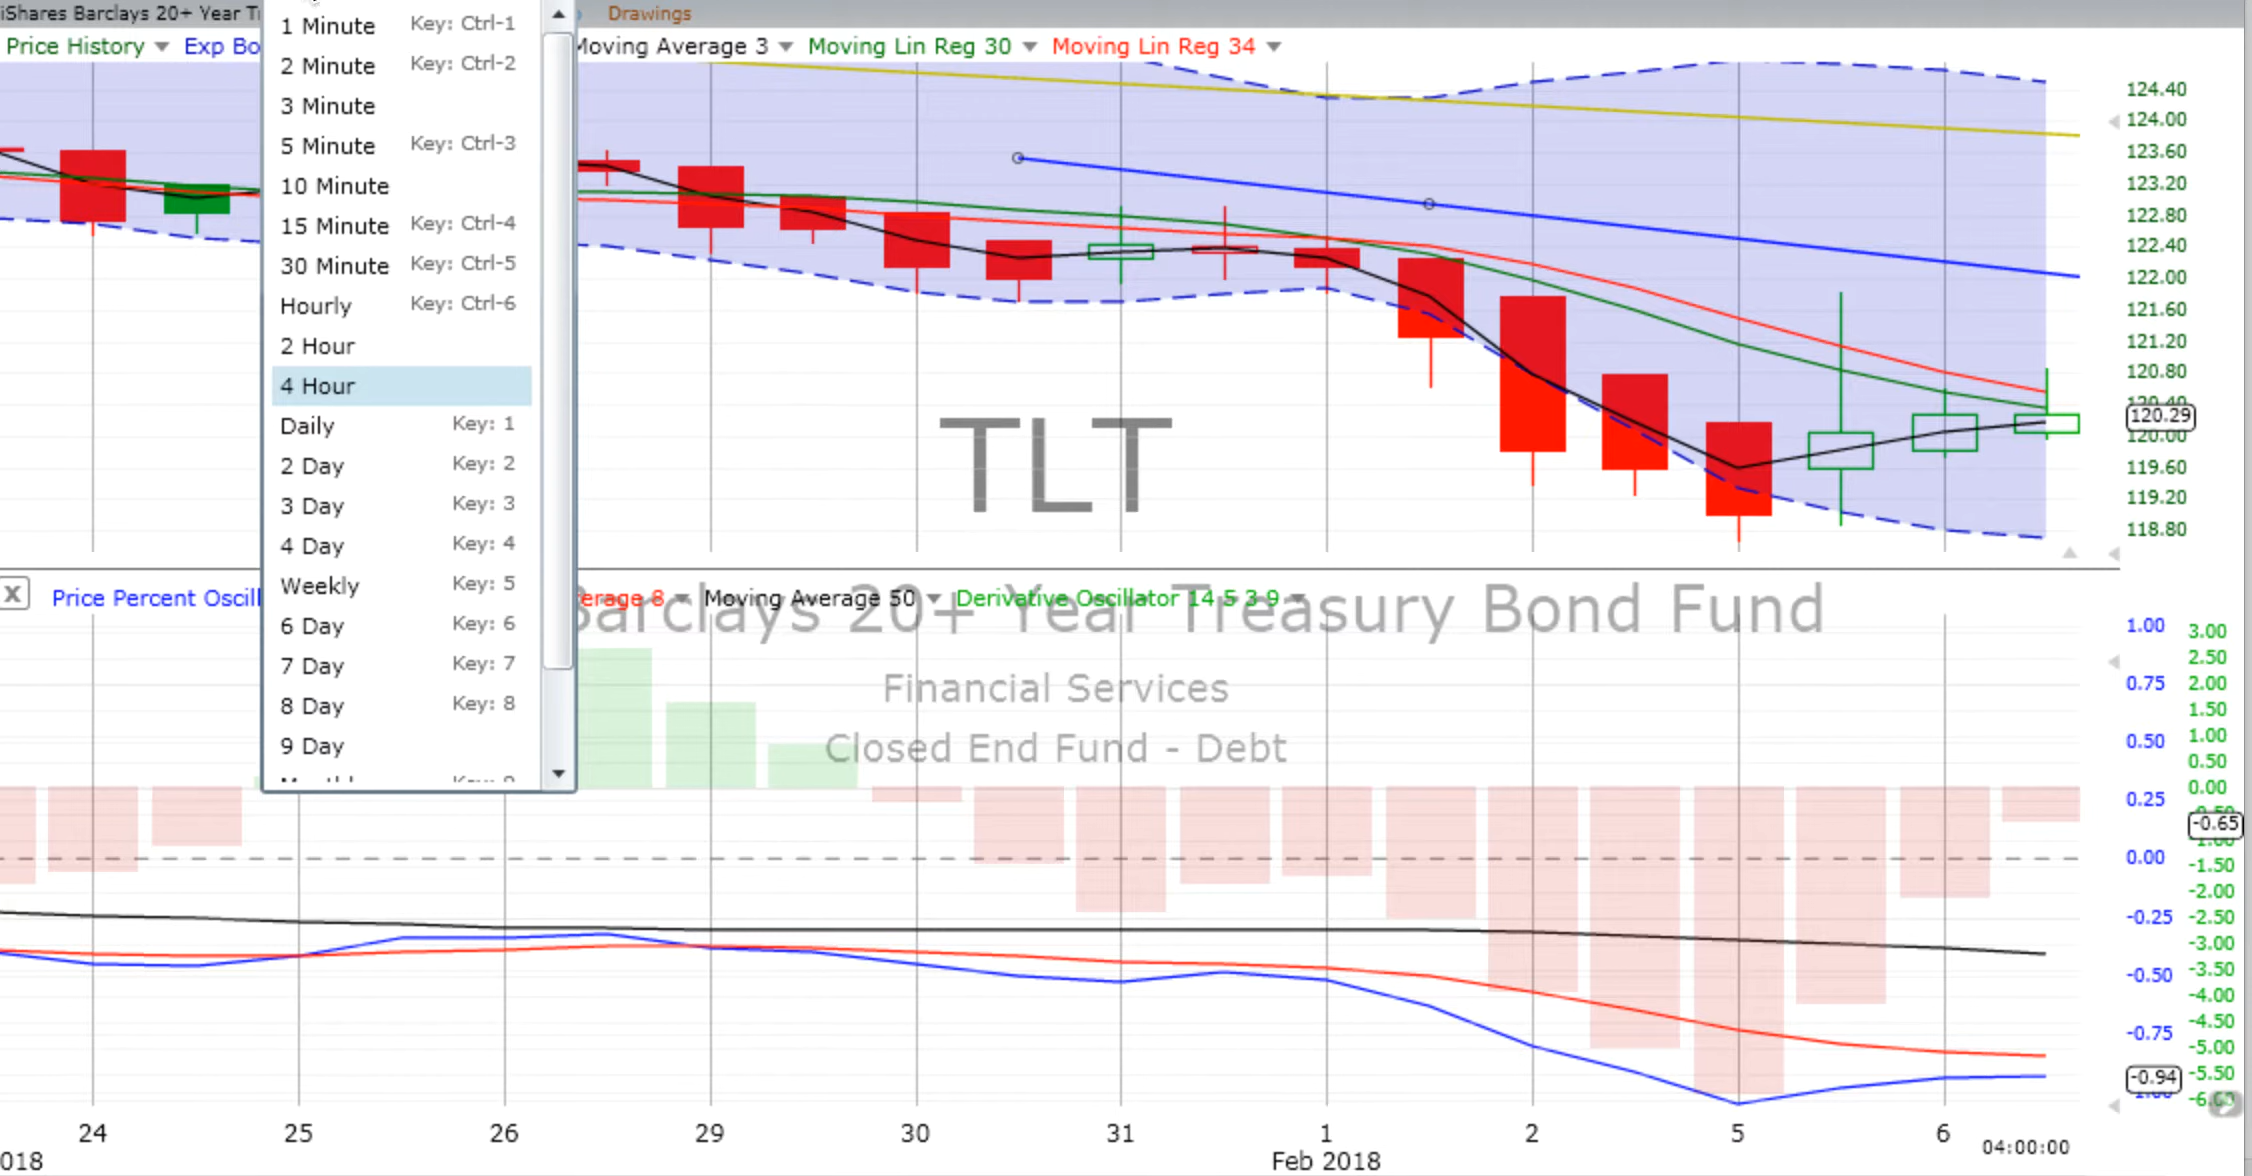 iShares Barclays 20+ Year
Drawings
Price History
Exp Bo
Moving Average 3
Moving Lin Reg 30
Moving Lin Reg 34
1 Minute Key: Ctrl-1
2 Minute Key: Ctrl-2
3 Minute
5 Minute Key: Ctrl-3
10 Minute
15 Minute Key: Ctrl-4
30 Minute Key: Ctrl-5
Hourly Key: Ctrl-6
2 Hour
4 Hour
Daily Key: 1
2 Day Key: 2
3 Day Key: 3
4 Day Key: 4
Weekly Key: 5
6 Day Key: 6
7 Day Key: 7
8 Day Key: 8
9 Day
124.40
124.00
123.60
123.20
122.80
122.40
122.00
121.60
121.20
120.80
120.40
120.29
120.00
119.60
119.20
118.80
TLT
X
Price Percent Oscill
erage 8
Moving Average 50
Derivative Oscillator 14 5 3 9
Barclays 20+ Year Treasury Bond Fund
Financial Services
Closed End Fund - Debt
1.00
0.75
0.50
0.25
0.00
-0.25
-0.50
-0.75
-0.94
3.00
2.50
2.00
1.50
1.00
0.50
0.00
-0.65
-1.50
-2.00
-2.50
-3.00
-3.50
-4.00
-4.50
-5.00
-5.50
24 25 26 29 30 31 1 2 5 6
04:00:00
018
Feb 2018